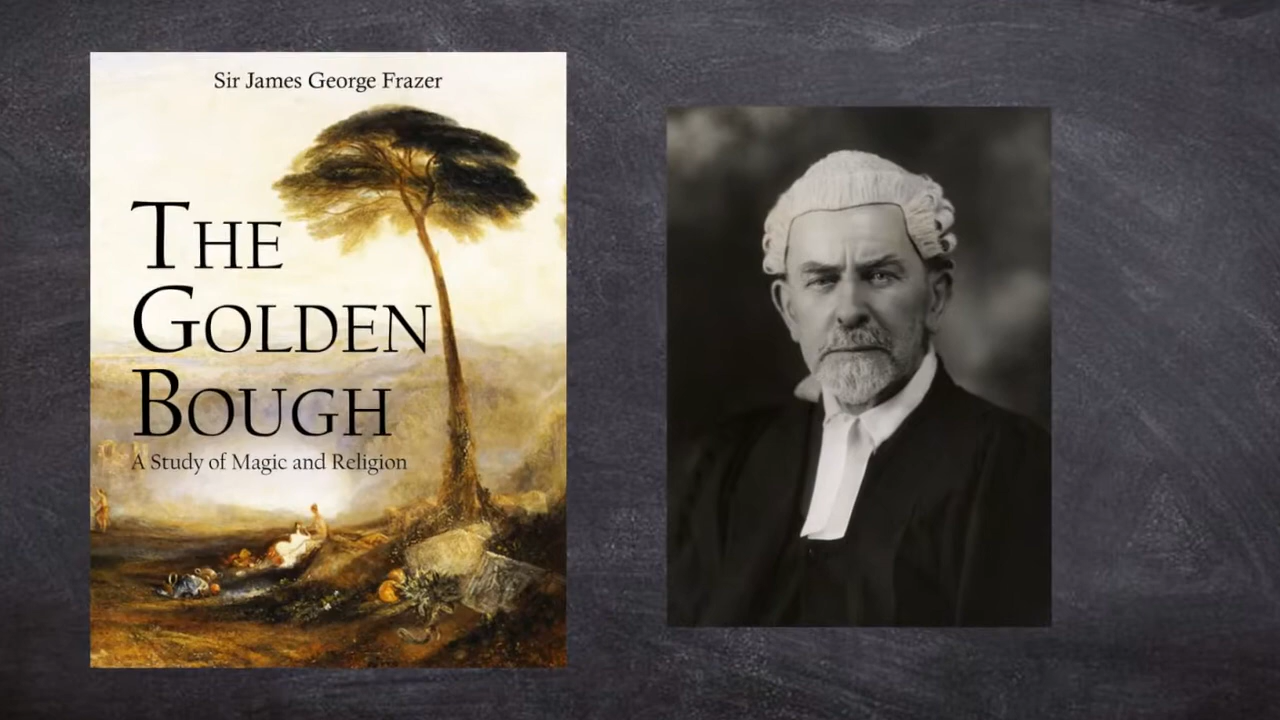 Sir James George Frazer
THE
GOLDEN
BOUGH
A Study of Magic and Religion